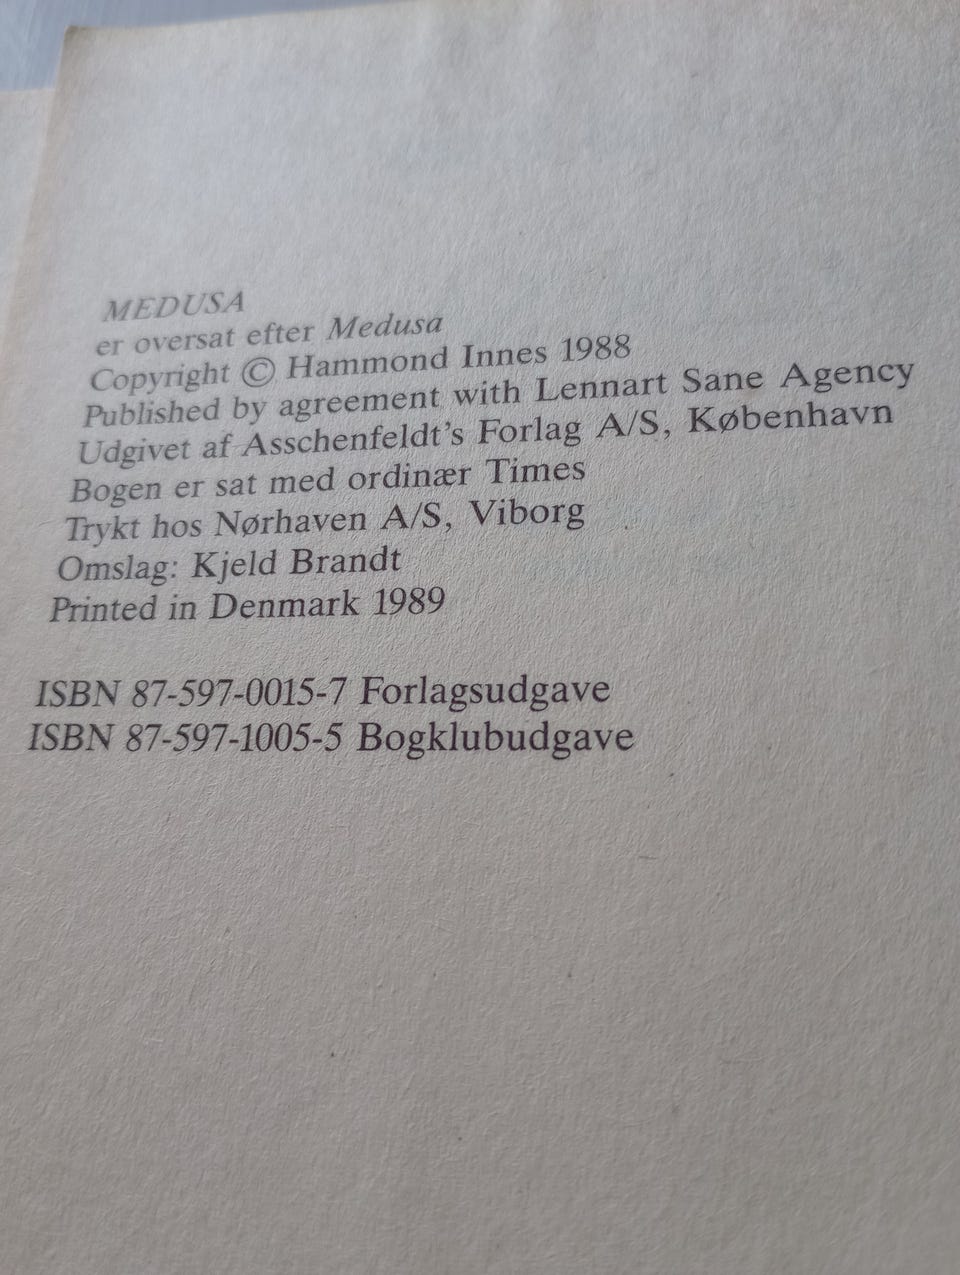 MEDUSA
er oversat efter Medusa
Copyright © Hammond Innes 1988
Published by agreement with Lennart Sane Agency
Udgivet af Asschenfeldt's Forlag A/S, København
Bogen er sat med ordinær Times
Trykt hos Nørhaven A/S, Viborg
Omslag: Kjeld Brandt
Printed in Denmark 1989
ISBN 87-597-0015-7 Forlagsudgave
ISBN 87-597-1005-5 Bogklubudgave